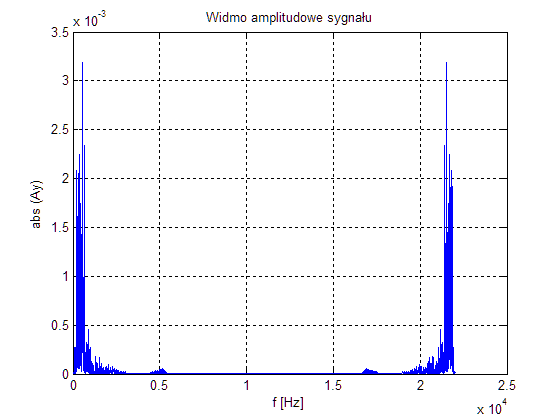 x 10^-3
Widmo amplitudowe sygnału
3.5
3
2.5
2
1.5
1
0.5
0
abs (Ay)
0 0.5 1 1.5 2 2.5
f [Hz]
x 10^4